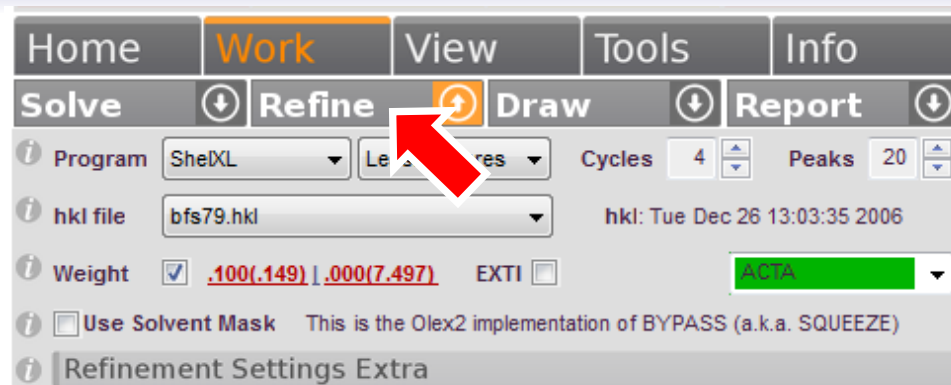 Home Work View Tools Info
Solve Refine Draw Report
Program ShelXL Cycles 4 Peaks 20
hkl file bfs79.hkl hkl: Tue Dec 26 13:03:35 2006
Weight .100(.149) | .000(7.497) EXTI ACTA
Use Solvent Mask This is the Olex2 implementation of BYPASS (a.k.a. SQUEEZE)
Refinement Settings Extra